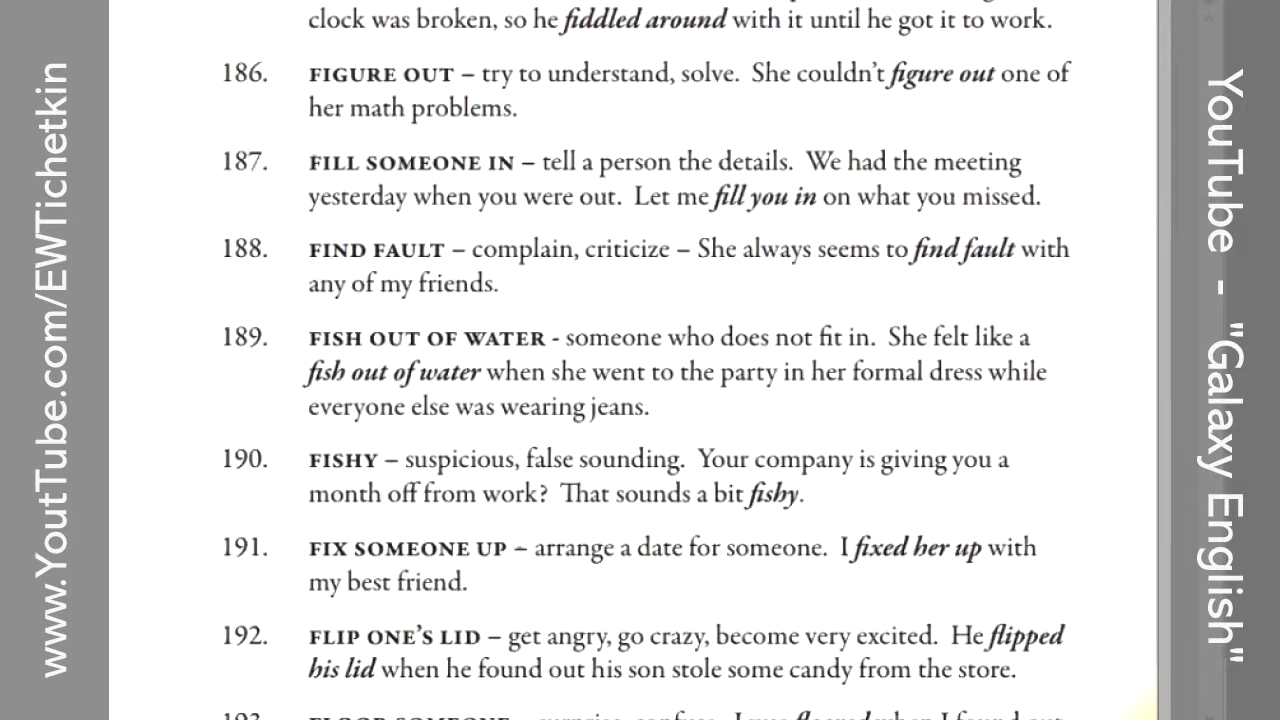 www.YoutTube.com/EWTichetkin
clock was broken, so he fiddled around with it until he got it to work.
186. FIGURE OUT – try to understand, solve. She couldn't figure out one of
her math problems.
187. FILL SOMEONE IN – tell a person the details. We had the meeting
yesterday when you were out. Let me fill you in on what you missed.
188. FIND FAULT – complain, criticize – She always seems to find fault with
any of my friends.
189. FISH OUT OF WATER - someone who does not fit in. She felt like a
fish out of water when she went to the party in her formal dress while
everyone else was wearing jeans.
190. FISHY – suspicious, false sounding. Your company is giving you a
month off from work? That sounds a bit fishy.
191. FIX SOMEONE UP – arrange a date for someone. I fixed her up with
my best friend.
192. FLIP ONE'S LID – get angry, go crazy, become very excited. He flipped
his lid when he found out his son stole some candy from the store.
YouTube - "Galaxy English"